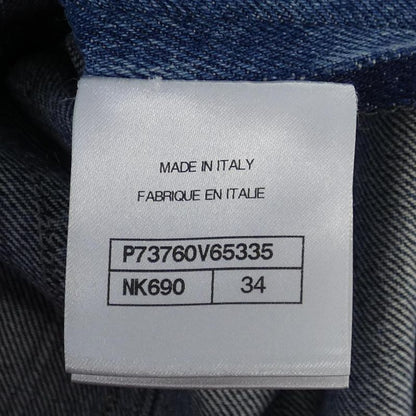 MADE IN ITALY
FABRIQUE EN ITALIE
P73760V65335
NK690 34